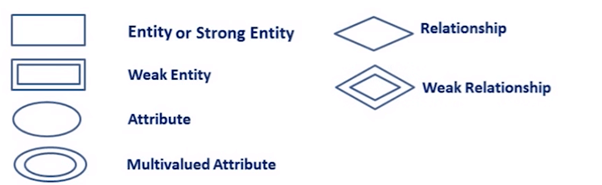 Entity or Strong Entity
Weak Entity
Attribute
Multivalued Attribute
Relationship
Weak Relationship